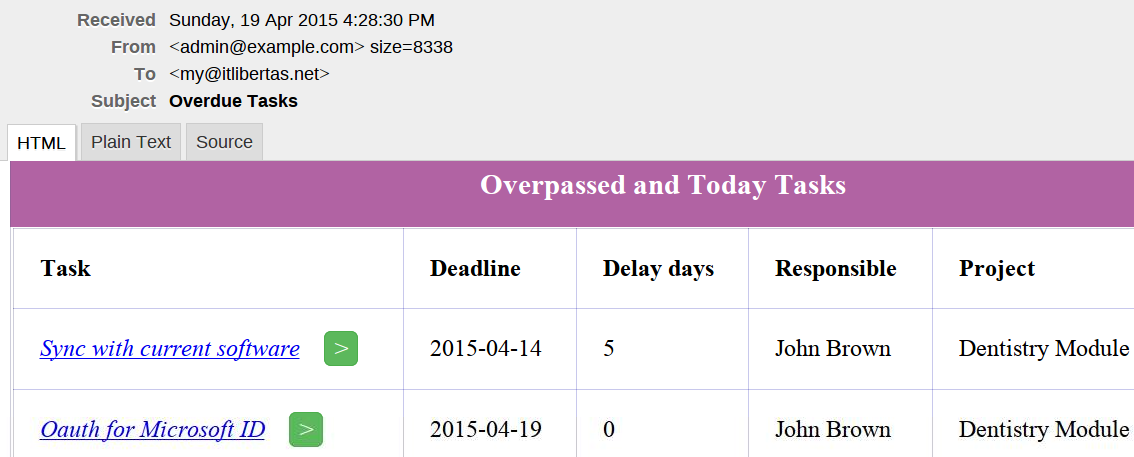 Received Sunday, 19 Apr 2015 4:28:30 PM
From <admin@example.com> size=8338
To <my@itlibertas.net>
Subject Overdue Tasks
HTML Plain Text Source
Overpassed and Today Tasks
Task Deadline Delay days Responsible Project
Sync with current software > 2015-04-14 5 John Brown Dentistry Module
Oauth for Microsoft ID > 2015-04-19 0 John Brown Dentistry Module